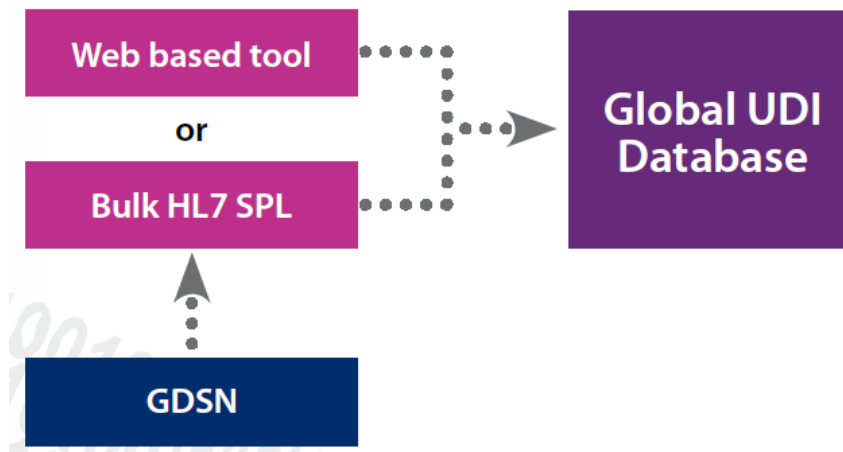 Web based tool
or
Bulk HL7 SPL
GDSN
Global UDI
Database